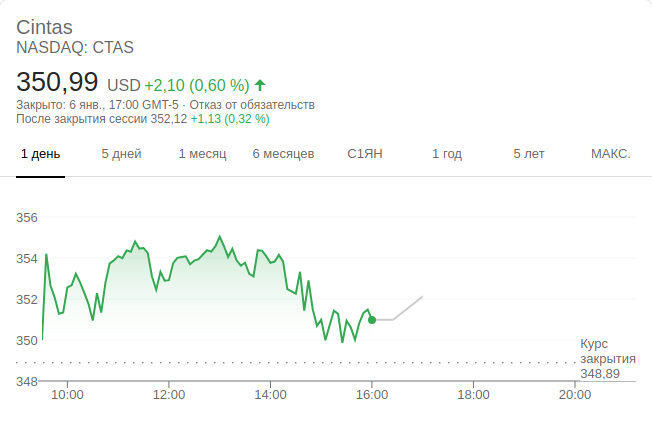 Cintas
NASDAQ: CTAS
350,99 USD +2,10 (0,60 %)
Закрыто: 6 янв., 17:00 GMT-5 · Отказ от обязательств
После закрытия сессии 352,12 +1,13 (0,32 %)
1 день 5 дней 1 месяц 6 месяцев С1ЯН 1 год 5 лет МАКС.
356
354
352
350
Курс
закрытия
348,89
348
10:00 12:00 14:00 16:00 18:00 20:00